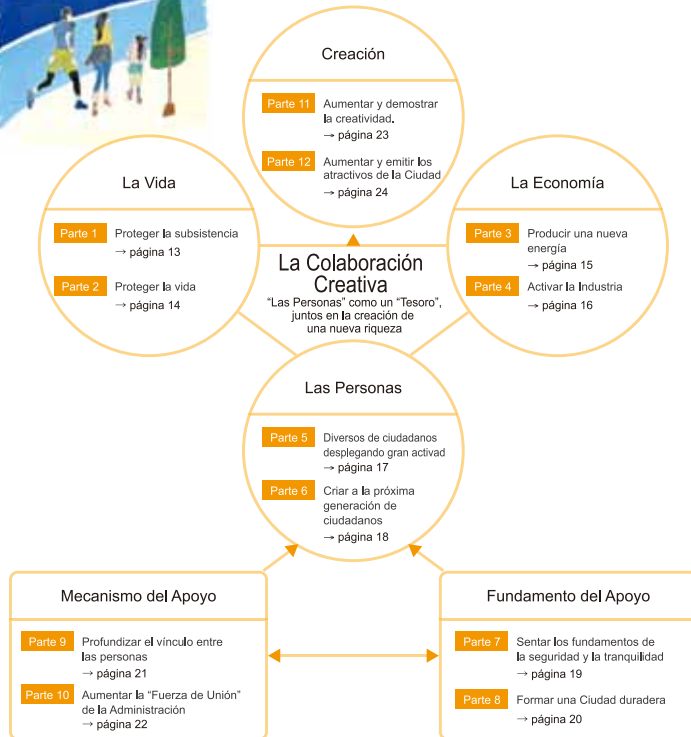 Creación
Parte 11 Aumentar y demostrar
la creatividad.
→ página 23
Parte 12 Aumentar y emitir los
atractivos de la Ciudad
→ página 24
La Vida
Parte 1 Proteger la subsistencia
→ página 13
Parte 2 Proteger la vida
→ página 14
La Economía
Parte 3 Producir una nueva
energía
→ página 15
Parte 4 Activar la Industria
→ página 16
La Colaboración
Creativa
“Las Personas” como un “Tesoro”,
juntos en la creación de
una nueva riqueza
Las Personas
Parte 5 Diversos de ciudadanos
desplegando gran activad
→ página 17
Parte 6 Criar a la próxima
generación de
ciudadanos
→ página 18
Mecanismo del Apoyo
Parte 9 Profundizar el vínculo entre
las personas
→ página 21
Parte 10 Aumentar la “Fuerza de Unión”
de la Administración
→ página 22
Fundamento del Apoyo
Parte 7 Sentar los fundamentos de
la seguridad y la tranquilidad
→ página 19
Parte 8 Formar una Ciudad duradera
→ página 20